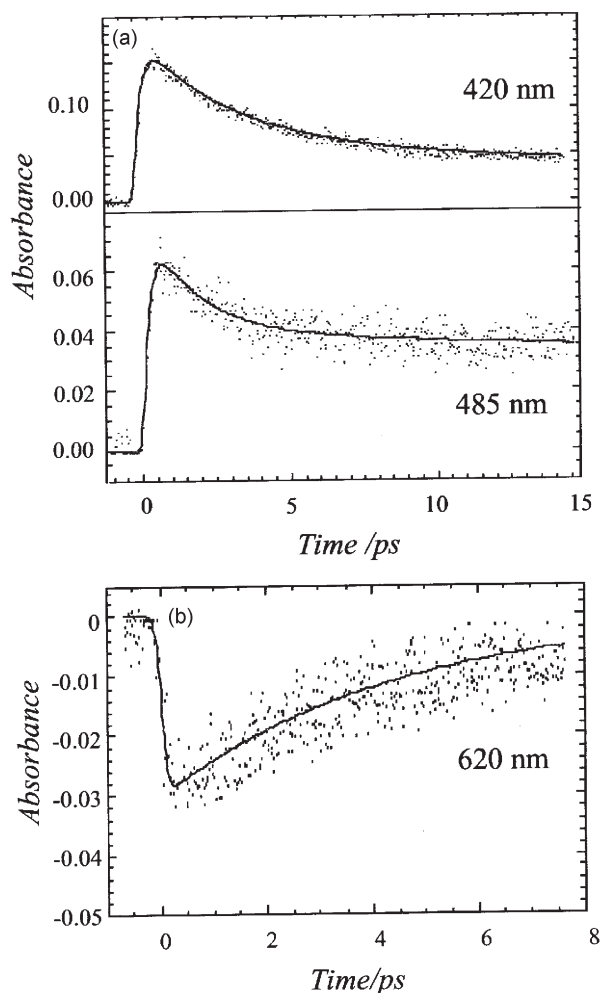 (a)
420 nm
0.10
0.00
Absorbance
0.06
0.04
0.02
0.00
485 nm
0 5 10 15
Time /ps
(b)
0
-0.01
-0.02
-0.03
-0.04
-0.05
Absorbance
620 nm
0 2 4 6 8
Time/ps